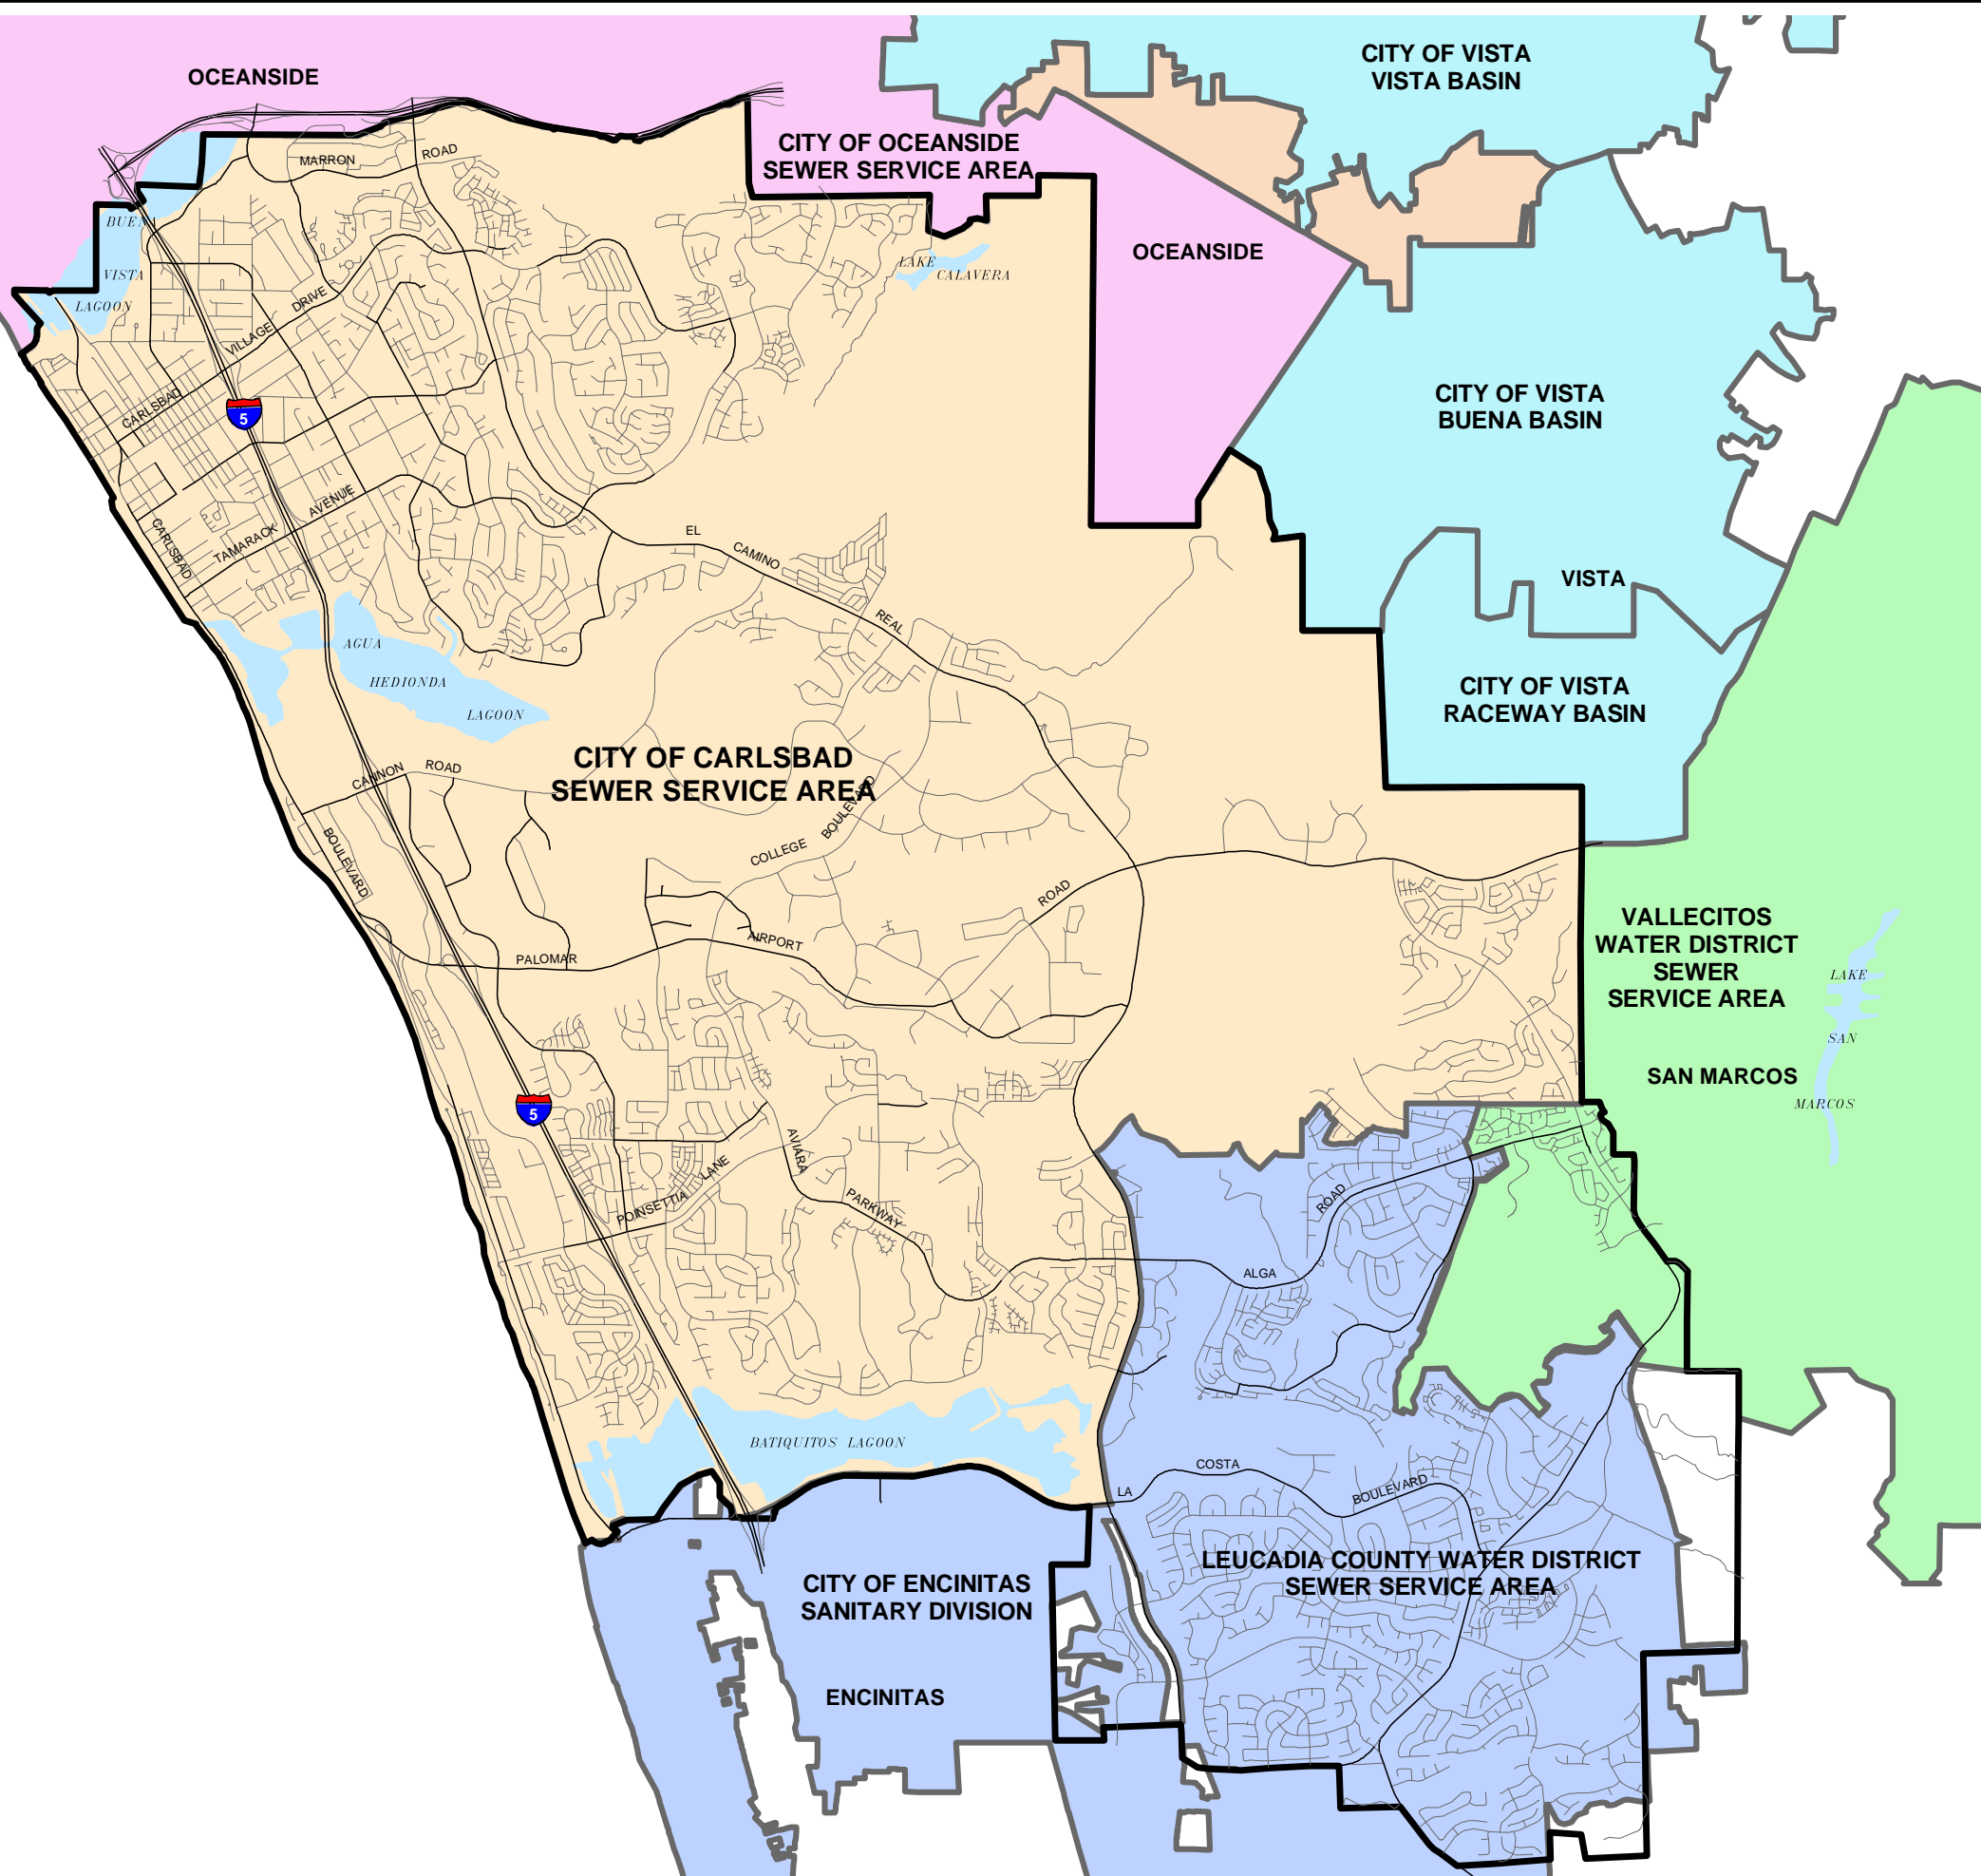 OCEANSIDE
CITY OF VISTA
VISTA BASIN
CITY OF OCEANSIDE
SEWER SERVICE AREA
MARRON
ROAD
BUENA
VISTA
LAGOON
LAKE
CALAVERA
OCEANSIDE
VILLAGE
DRIVE
CARLSBAD
5
CITY OF VISTA
BUENA BASIN
TAMARACK
AVENUE
CARLSBAD
EL
CAMINO
REAL
VISTA
AGUA
HEDIONDA
LAGOON
CITY OF VISTA
RACEWAY BASIN
CANNON
ROAD
CITY OF CARLSBAD
SEWER SERVICE AREA
BOULEVARD
COLLEGE
BOULEVARD
ROAD
AIRPORT
PALOMAR
VALLECITOS
WATER DISTRICT
SEWER
SERVICE AREA
LAKE
SAN
MARCOS
SAN MARCOS
5
AVIARA
PARKWAY
POINSETTIA
LANE
ROAD
ALGA
BATIQUITOS LAGOON
LA
COSTA
BOULEVARD
LEUCADIA COUNTY WATER DISTRICT
SEWER SERVICE AREA
CITY OF ENCINITAS
SANITARY DIVISION
ENCINITAS